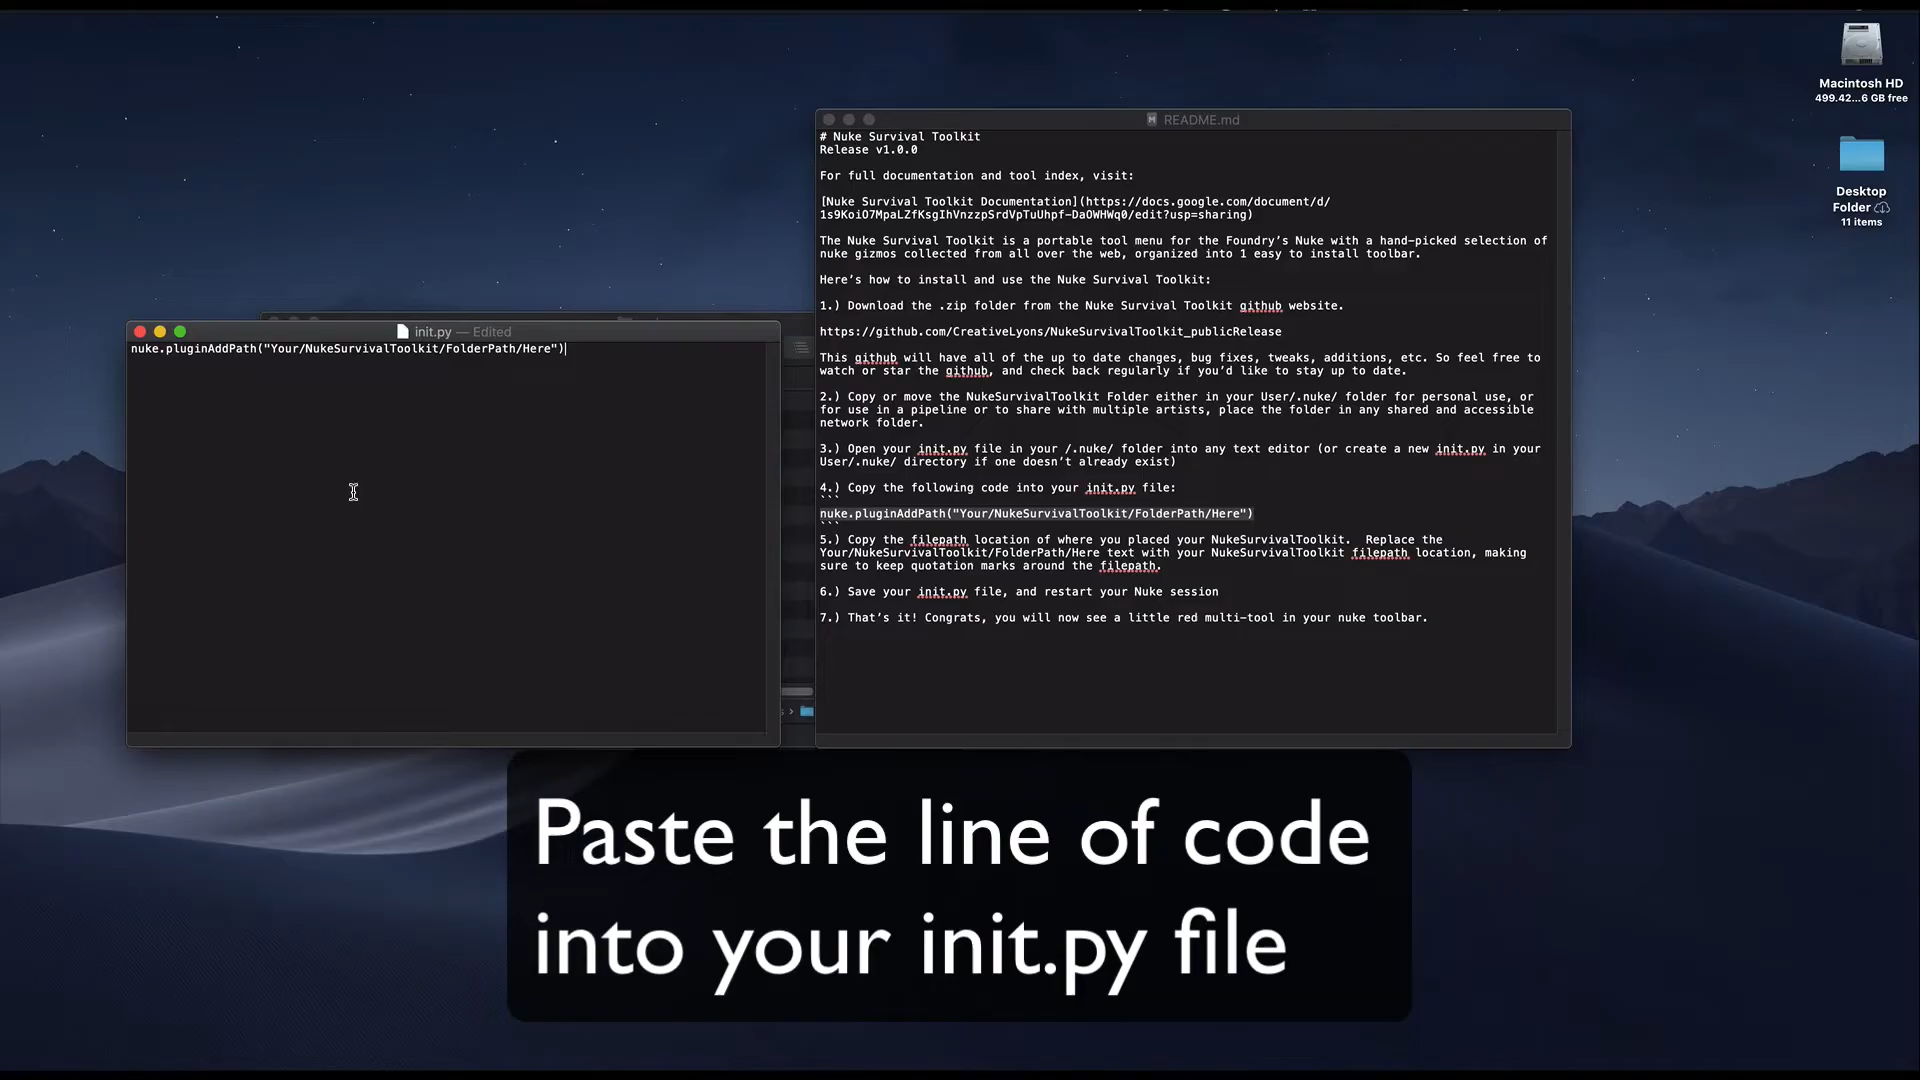 Macintosh HD
499.42...6 GB free
Desktop
Folder
11 items
init.py — Edited
nuke.pluginAddPath("Your/NukeSurvivalToolkit/FolderPath/Here")
README.md
# Nuke Survival Toolkit
Release v1.0.0
For full documentation and tool index, visit:
[Nuke Survival Toolkit Documentation](https://docs.google.com/document/d/
1s9KoiO7MpaLZfKsgIhVnzzpSrdVpTuUhpf-DaOWHWq0/edit?usp=sharing)
The Nuke Survival Toolkit is a portable tool menu for the Foundry’s Nuke with a hand-picked selection of
nuke gizmos collected from all over the web, organized into 1 easy to install toolbar.
Here’s how to install and use the Nuke Survival Toolkit:
1.) Download the .zip folder from the Nuke Survival Toolkit github website.
https://github.com/CreativeLyons/NukeSurvivalToolkit_publicRelease
This github will have all of the up to date changes, bug fixes, tweaks, additions, etc. So feel free to
watch or star the github, and check back regularly if you’d like to stay up to date.
2.) Copy or move the NukeSurvivalToolkit Folder either in your User/.nuke/ folder for personal use, or
for use in a pipeline or to share with multiple artists, place the folder in any shared and accessible
network folder.
3.) Open your init.py file in your /.nuke/ folder into any text editor (or create a new init.py in your
User/.nuke/ directory if one doesn’t already exist)
4.) Copy the following code into your init.py file:
```
nuke.pluginAddPath("Your/NukeSurvivalToolkit/FolderPath/Here")
```
5.) Copy the filepath location of where you placed your NukeSurvivalToolkit.  Replace the
Your/NukeSurvivalToolkit/FolderPath/Here text with your NukeSurvivalToolkit filepath location, making
sure to keep quotation marks around the filepath.
6.) Save your init.py file, and restart your Nuke session
7.) That’s it! Congrats, you will now see a little red multi-tool in your nuke toolbar.
Paste the line of code
into your init.py file